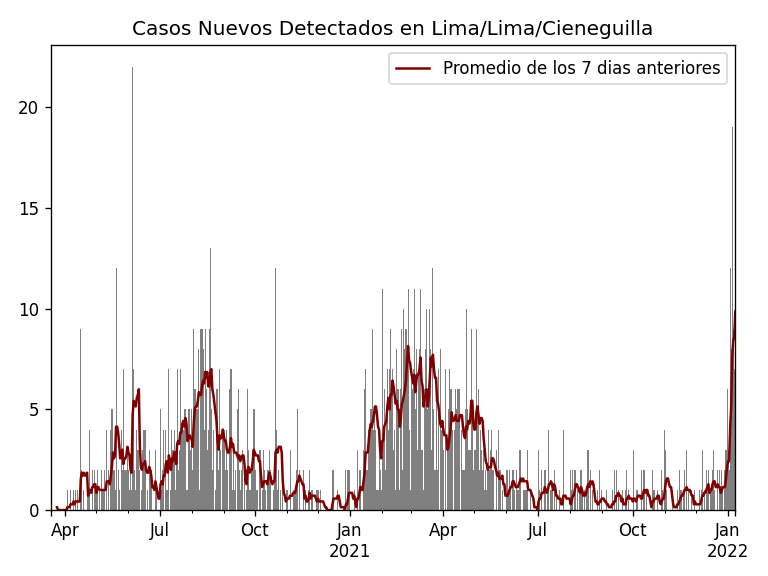 Casos Nuevos Detectados en Lima/Lima/Cieneguilla
Promedio de los 7 dias anteriores
20
15
10
5
0
Apr Jul Oct Jan Apr Jul Oct Jan
2021 2022